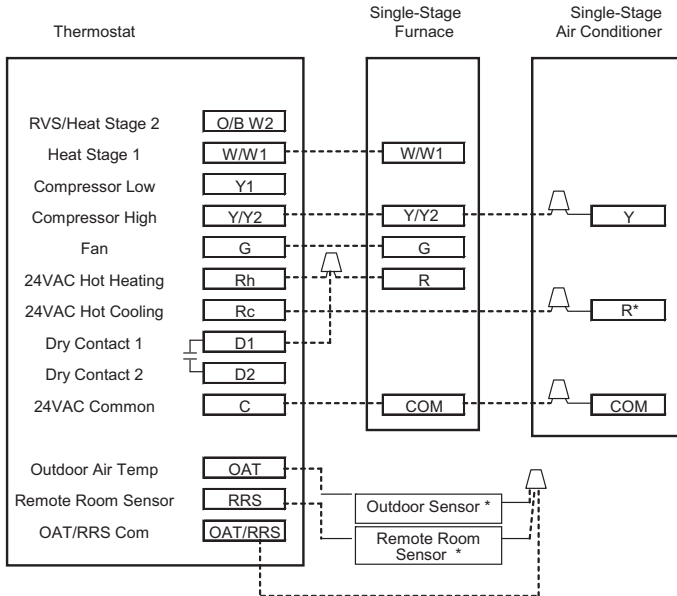 Thermostat
Single-Stage
Furnace
Single-Stage
Air Conditioner
RVS/Heat Stage 2 O/B W2
Heat Stage 1 W/W1 W/W1
Compressor Low Y1
Compressor High Y/Y2 Y/Y2 Y
Fan G G
24VAC Hot Heating Rh R
24VAC Hot Cooling Rc R*
Dry Contact 1 D1
Dry Contact 2 D2
24VAC Common C COM COM
Outdoor Air Temp OAT
Remote Room Sensor RRS
OAT/RRS Com OAT/RRS
Outdoor Sensor *
Remote Room
Sensor *